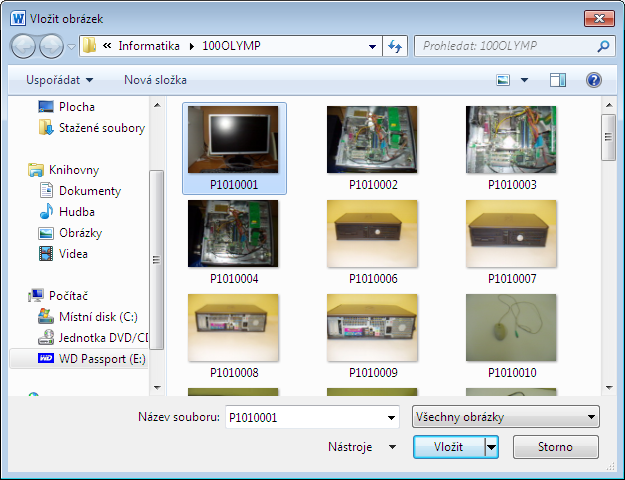 Vložit obrázek
« Informatika 100OLYMP
Prohledat: 100OLYMP
Uspořádat Nová složka
Plocha
Stažené soubory
Knihovny
Dokumenty
Hudba
Obrázky
Videa
Počítač
Místní disk (C:)
Jednotka DVD/CD
WD Passport (E:)
P1010001 P1010002 P1010003
P1010004 P1010006 P1010007
P1010008 P1010009 P1010010
Název souboru: P1010001 Všechny obrázky
Nástroje Vložit Storno